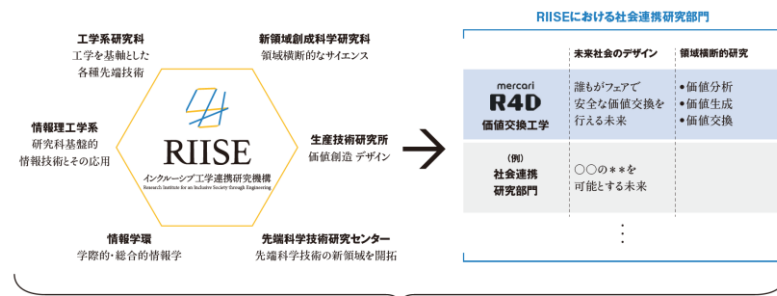 工学系研究科
工学を基軸とした
各種先端技術
新領域創成科学研究科
領域横断的なサイエンス
情報理工学系
研究科基盤的
情報技術とその応用
RIISE
インクルーシブ工学連携研究機構
Research Institute for an Inclusive Society through Engineering
生産技術研究所
価値創造 デザイン
情報学環
学際的・総合的情報学
先端科学技術研究センター
先端科学技術の新領域を開拓
RIISEにおける社会連携研究部門
未来社会のデザイン
領域横断的研究
mercari
R4D
価値交換工学
誰もがフェアで
安全な価値交換を
行える未来
•価値分析
•価値生成
•価値交換
(例)
社会連携
研究部門
○○の**を
可能とする未来
⋮